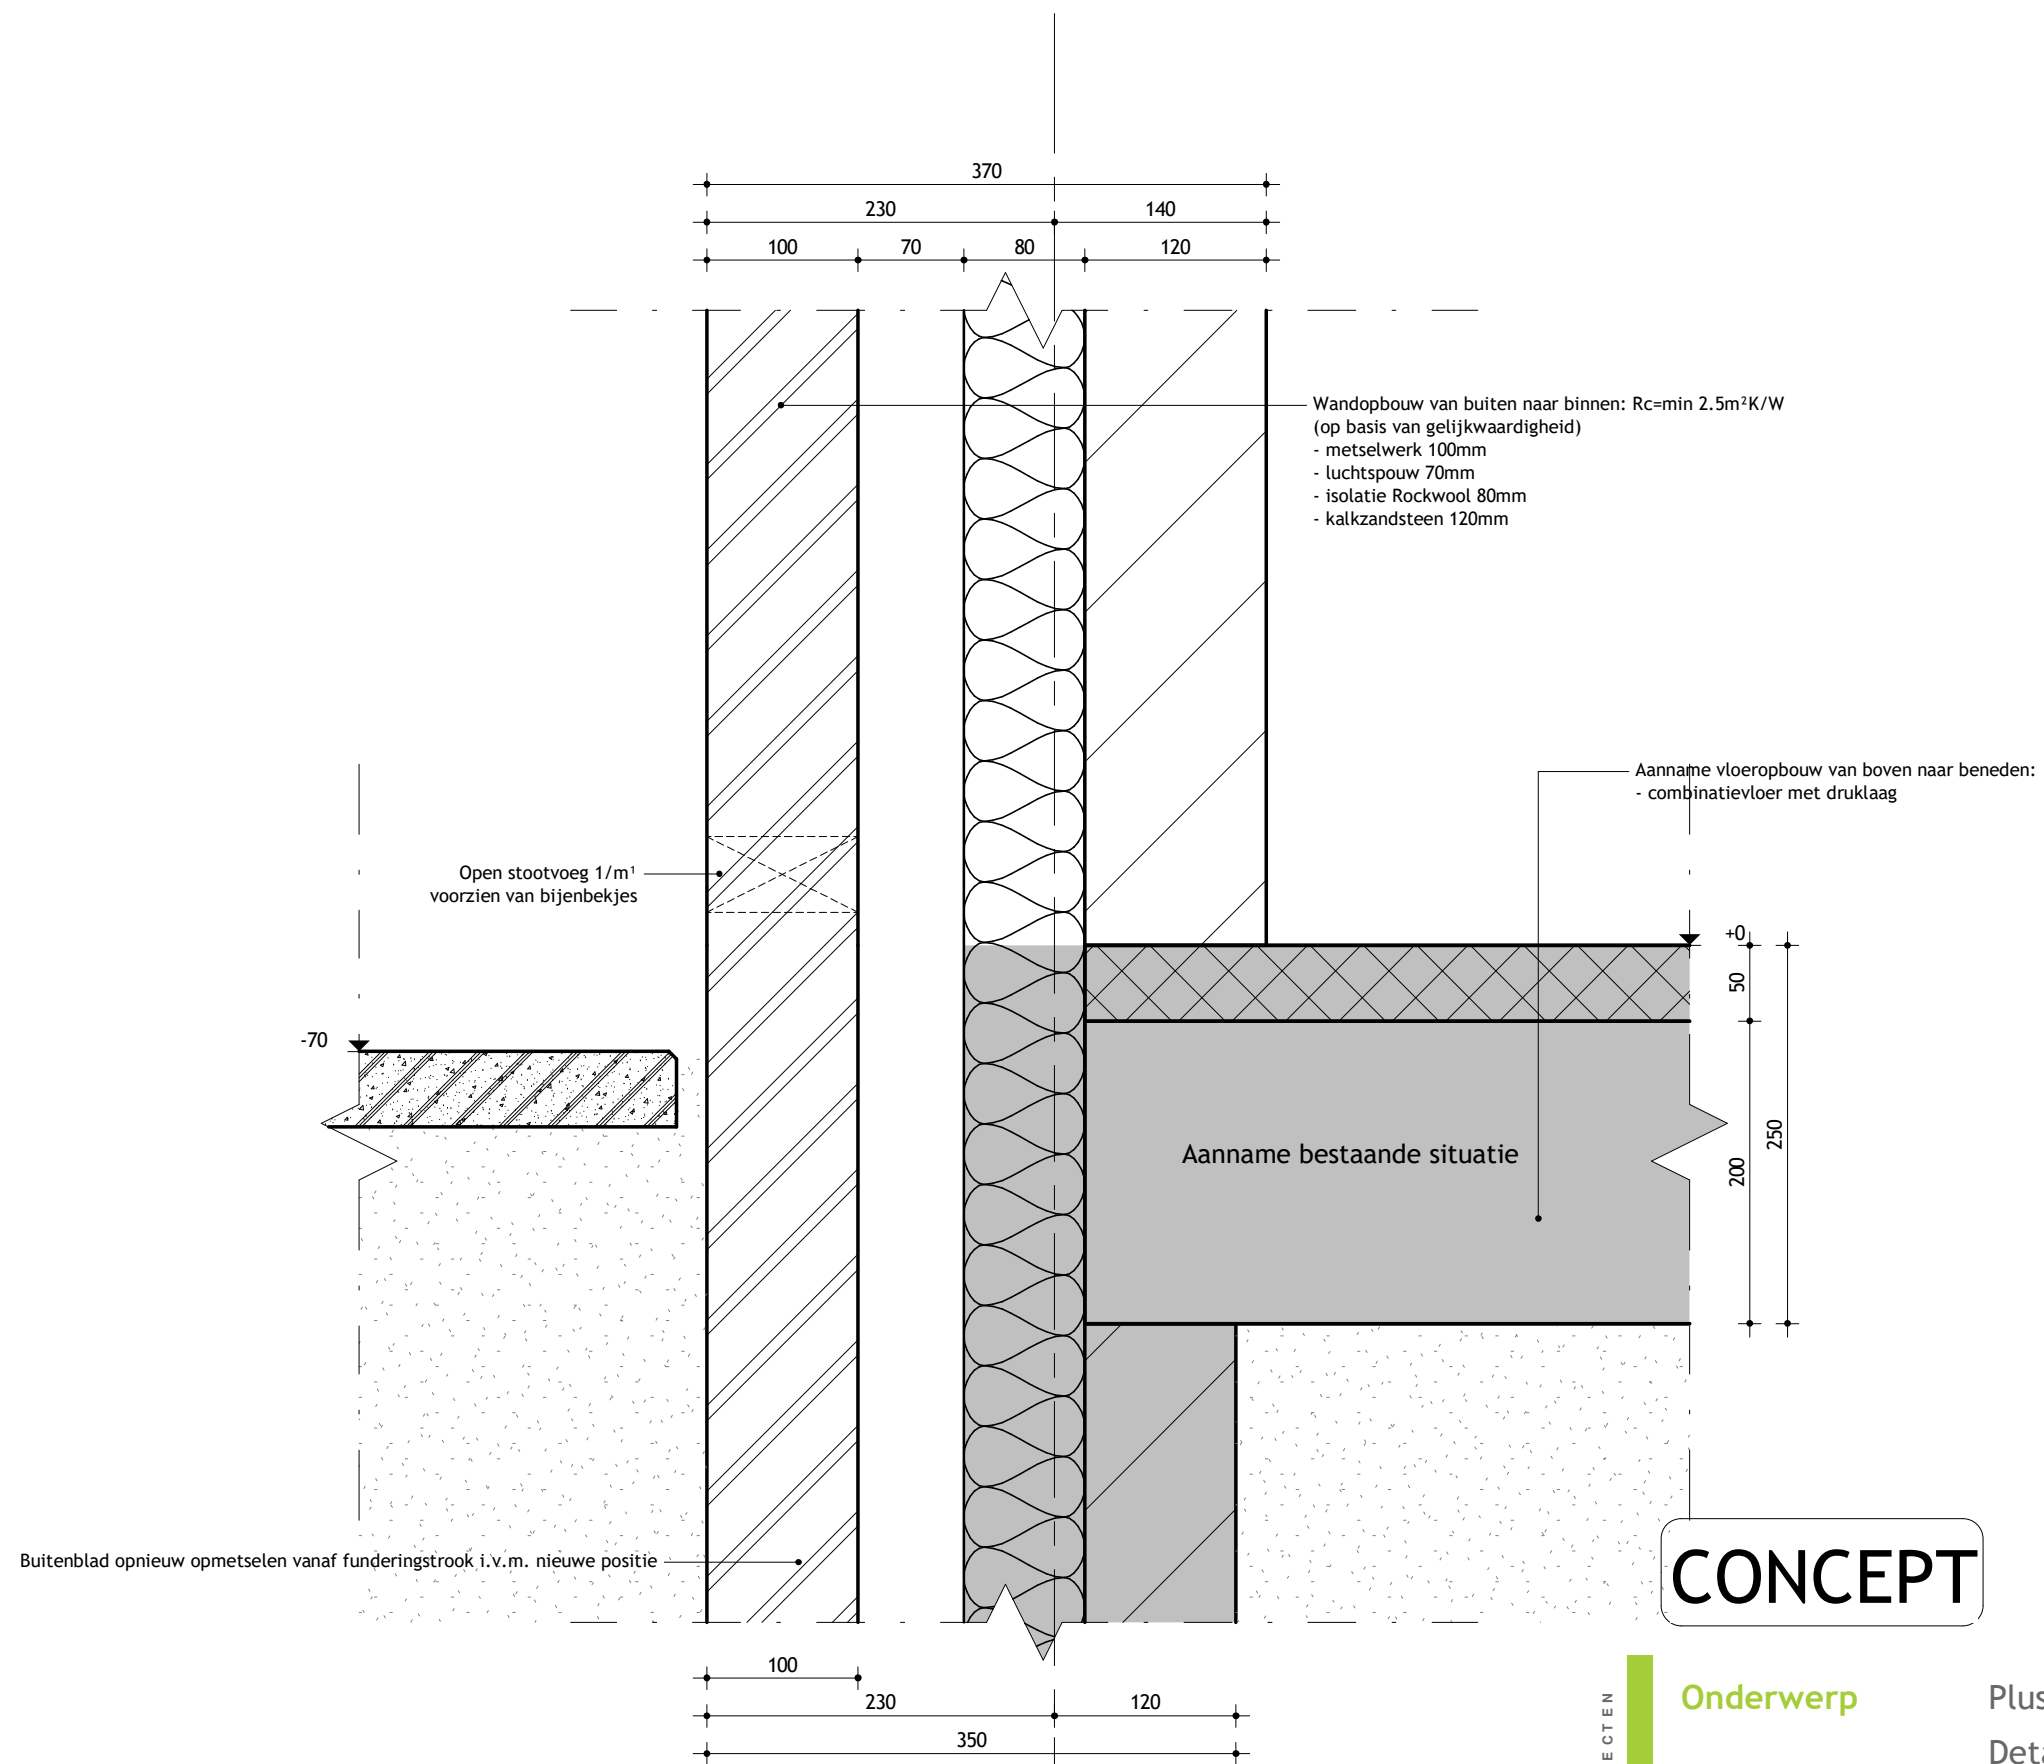 370
230
140
100
70
80
120
Wandopbouw van buiten naar binnen: Rc=min 2.5m²K/W
(op basis van gelijkwaardigheid)
- metselwerk 100mm
- luchtspouw 70mm
- isolatie Rockwool 80mm
- kalkzandsteen 120mm
Aanname vloeropbouw van boven naar beneden:
- combinatievloer met druklaag
Open stootvoeg 1/m¹
voorzien van bijenbekjes
+0
50
-70
250
200
Aanname bestaande situatie
Buitenblad opnieuw opmetselen vanaf funderingstrook i.v.m. nieuwe positie
CONCEPT
100
230
120
350
ECTEN
Onderwerp
Plus
Deta